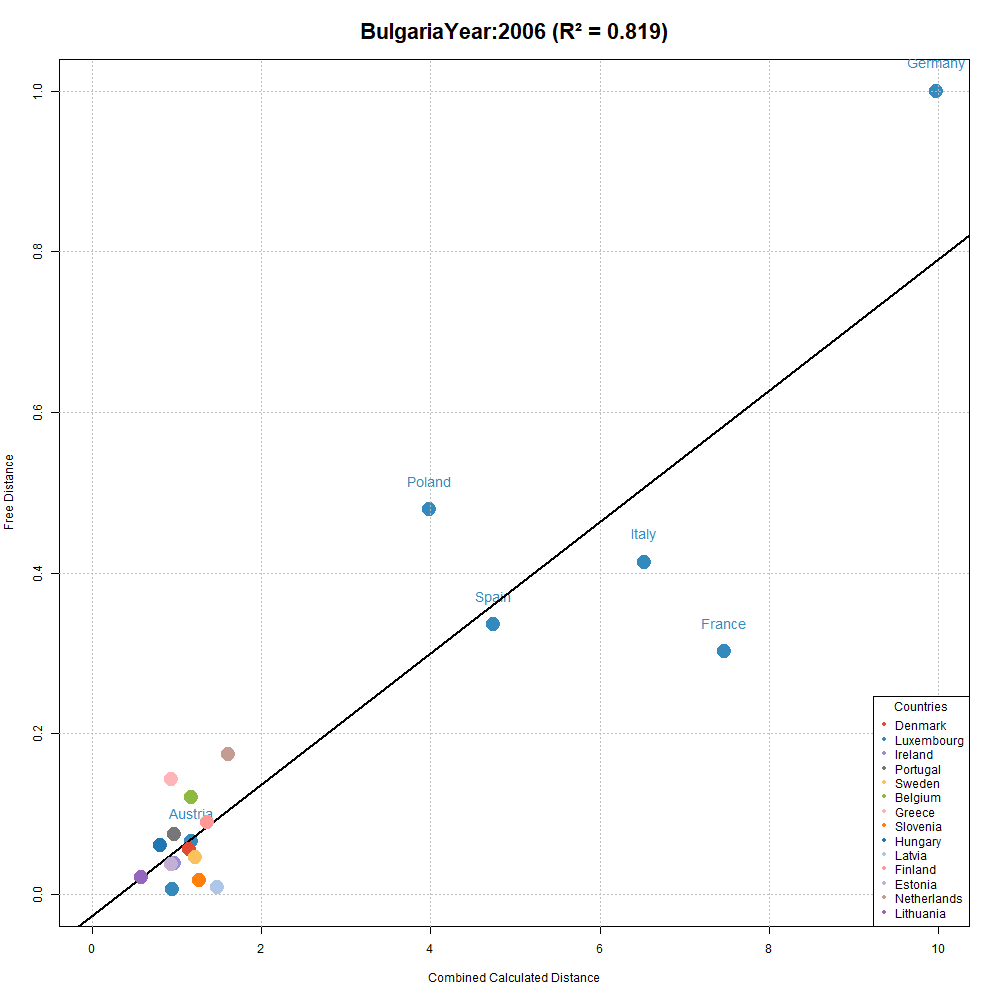 BulgariaYear:2006 (R² = 0.819)
Germany
1.0
0.8
0.6
Poland
Free Distance
Italy
0.4
Spain
France
0.2
Austria
0.0
Countries
Denmark
Luxembourg
Ireland
Portugal
Sweden
Belgium
Greece
Slovenia
Hungary
Latvia
Finland
Estonia
Netherlands
Lithuania
0 2 4 6 8 10
Combined Calculated Distance